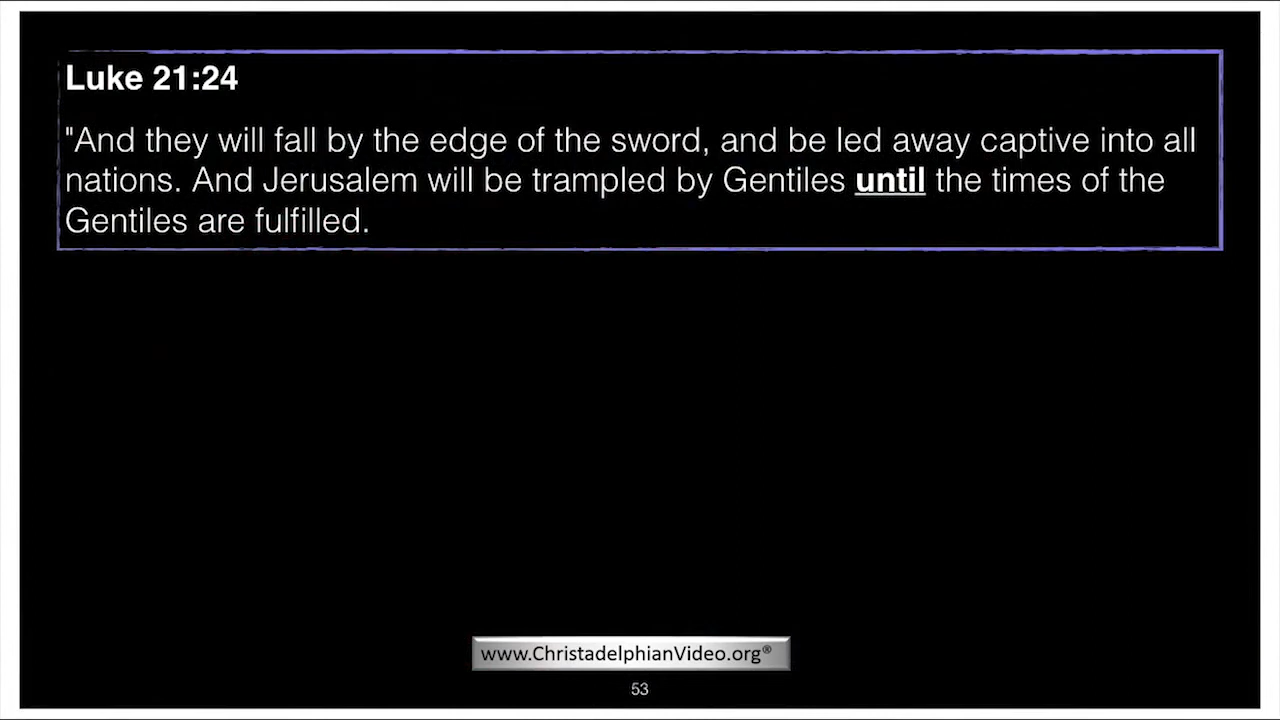 Luke 21:24
"And they will fall by the edge of the sword, and be led away captive into all
nations. And Jerusalem will be trampled by Gentiles until the times of the
Gentiles are fulfilled.
www.ChristadelphianVideo.org®
53